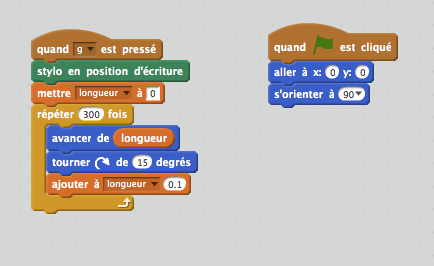 quand g est pressé
stylo en position d'écriture
mettre longueur à 0
répéter 300 fois
avancer de longueur
tourner de 15 degrés
ajouter à longueur 0.1
quand est cliqué
aller à x: 0 y: 0
s'orienter à 90